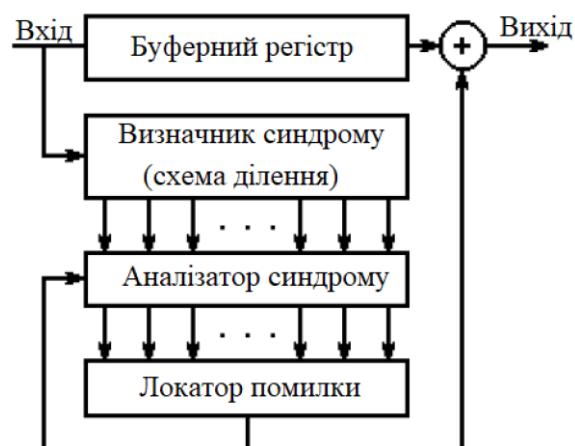 Вхід
Буферний регістр
+
Вихід
Визначник синдрому
(схема ділення)
. . .
Аналізатор синдрому
. . .
Локатор помилки